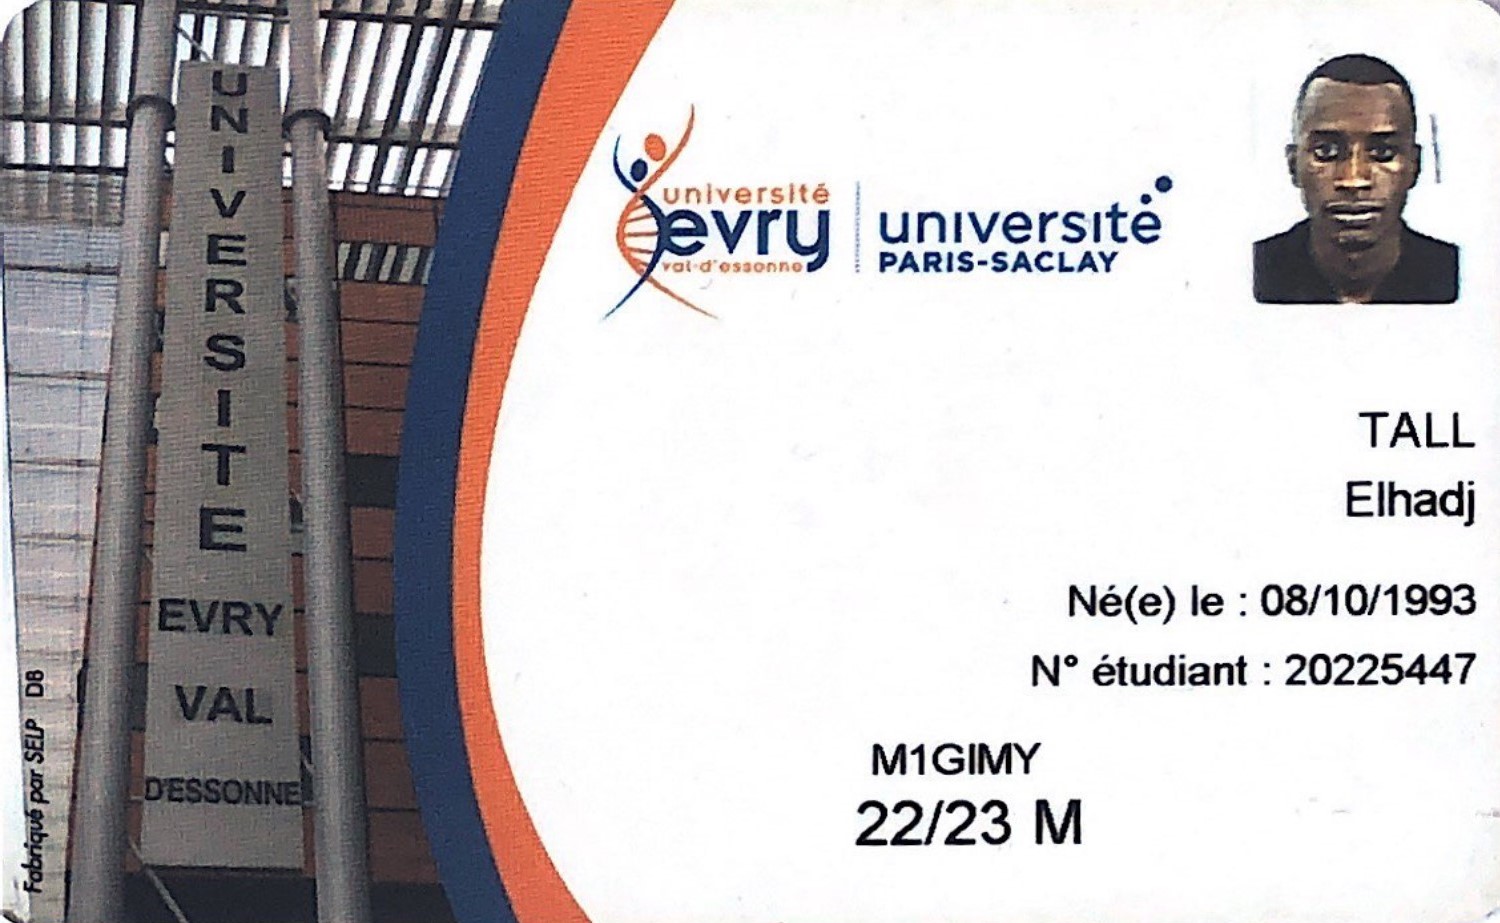 UNIVERSITE
EVRY
VAL
D'ESSONNE
Fabriqué par SELP D8
université
evry
val-d'essonne
université
PARIS-SACLAY
TALL
Elhadj
Né(e) le : 08/10/1993
N° étudiant : 20225447
M1GIMY
22/23 M